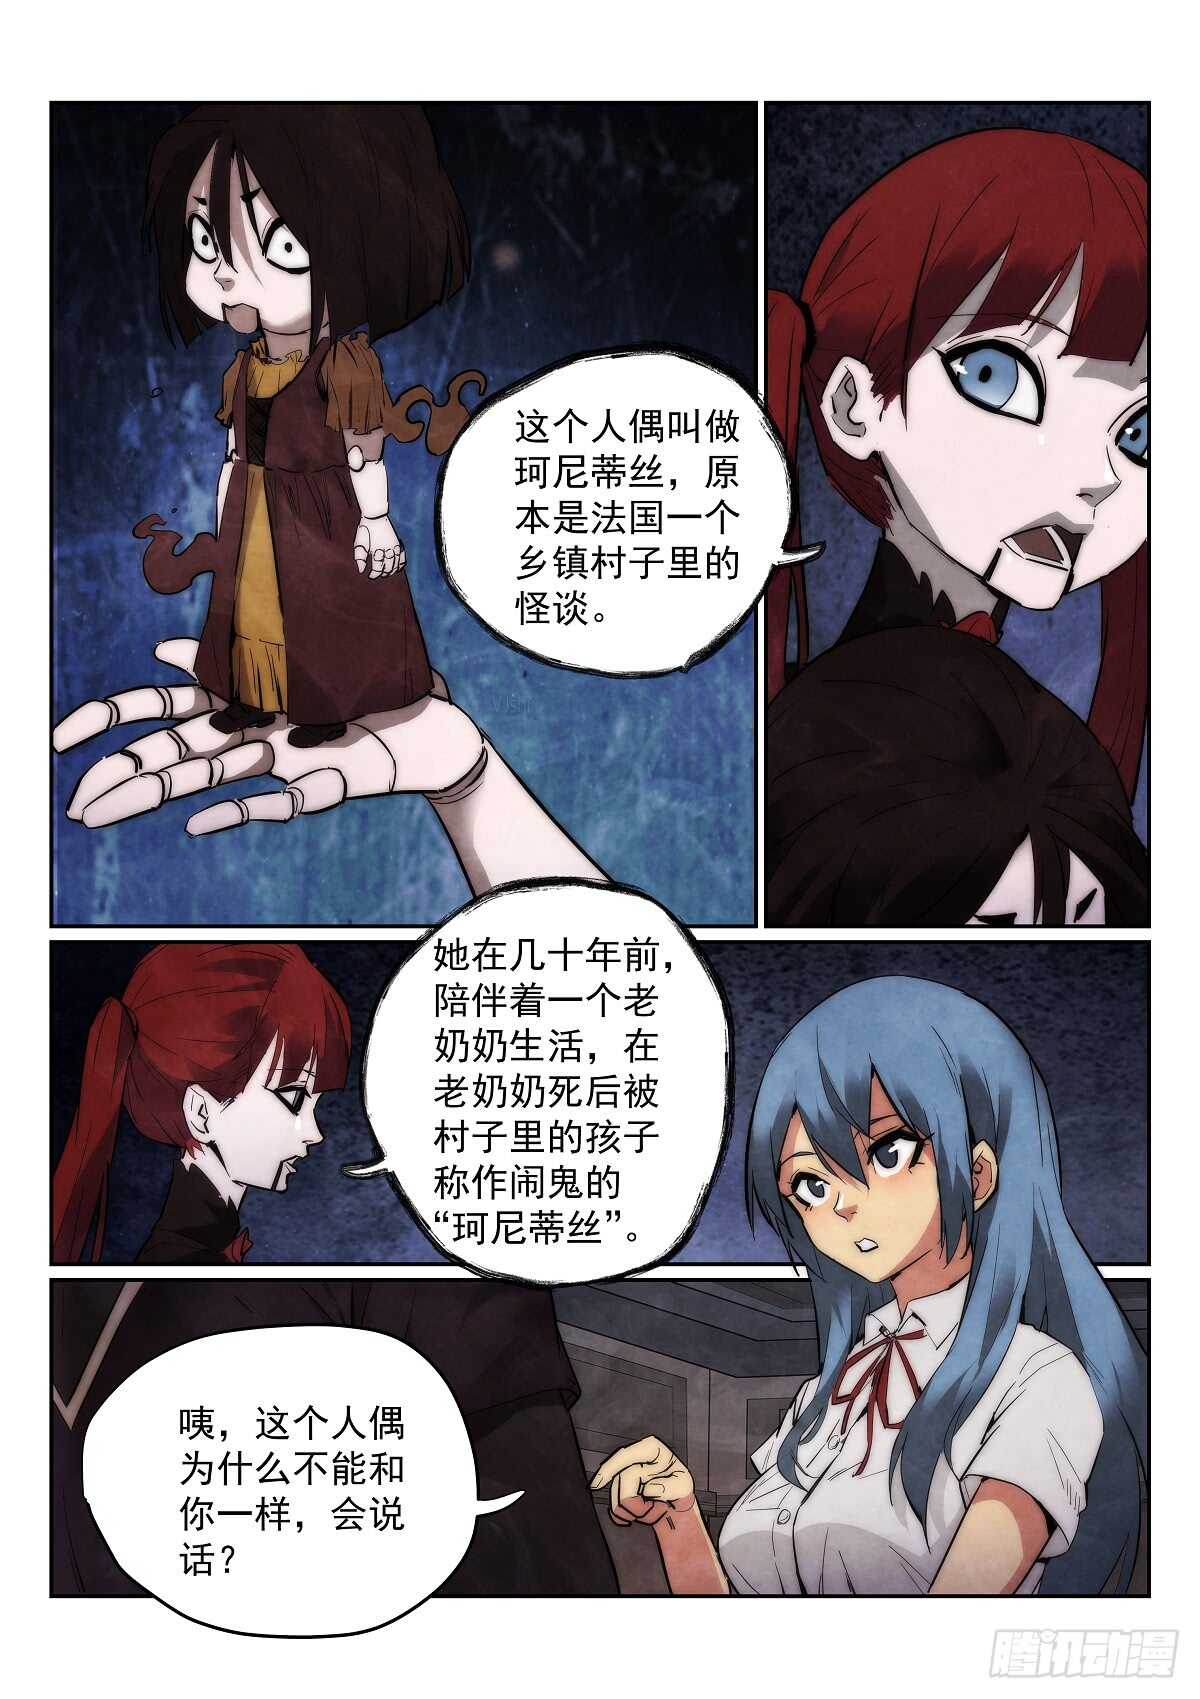 这个人偶叫做
珂尼蒂丝，原
本是法国一个
乡镇村子里的
怪谈。
她在几十年前，
陪伴着一个老
奶奶生活，在
老奶奶死后被
村子里的孩子
称作闹鬼的
“珂尼蒂丝”。
咦，这个人偶
为什么不能和
你一样，会说
话？
腾讯动漫